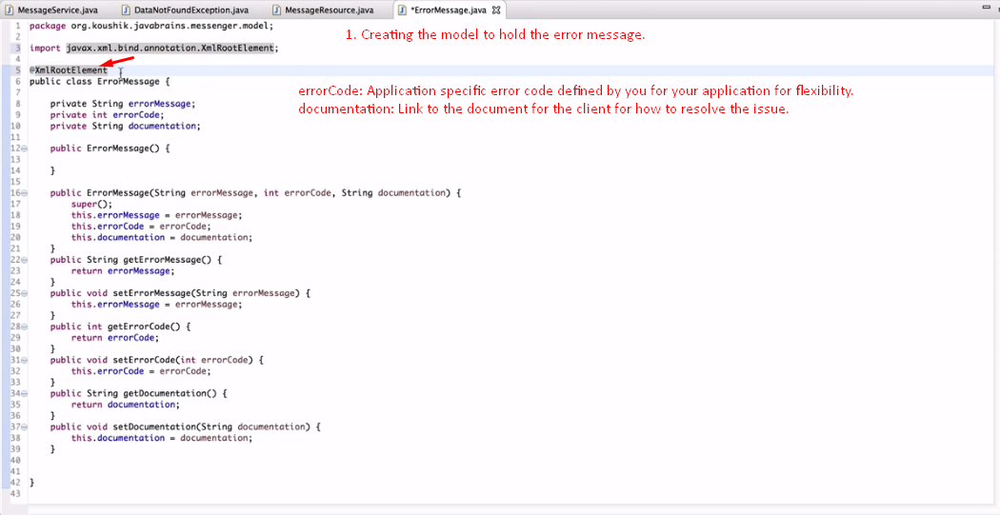 MessageService.java DataNotFoundException.java MessageResource.java *ErrorMessage.java
1 package org.koushik.javabrains.messenger.model;
1. Creating the model to hold the error message.
2
3 import javax.xml.bind.annotation.XmlRootElement;
4
5 @XmlRootElement
6 public class ErrorMessage {
7
errorCode: Application specific error code defined by you for your application for flexibility.
documentation: Link to the document for the client for how to resolve the issue.
8 private String errorMessage;
9 private int errorCode;
10 private String documentation;
11
12 public ErrorMessage() {
13
14 }
15
16 public ErrorMessage(String errorMessage, int errorCode, String documentation) {
17 super();
18 this.errorMessage = errorMessage;
19 this.errorCode = errorCode;
20 this.documentation = documentation;
21 }
22 public String getErrorMessage() {
23 return errorMessage;
24 }
25 public void setErrorMessage(String errorMessage) {
26 this.errorMessage = errorMessage;
27 }
28 public int getErrorCode() {
29 return errorCode;
30 }
31 public void setErrorCode(int errorCode) {
32 this.errorCode = errorCode;
33 }
34 public String getDocumentation() {
35 return documentation;
36 }
37 public void setDocumentation(String documentation) {
38 this.documentation = documentation;
39 }
40
41
42 }
43